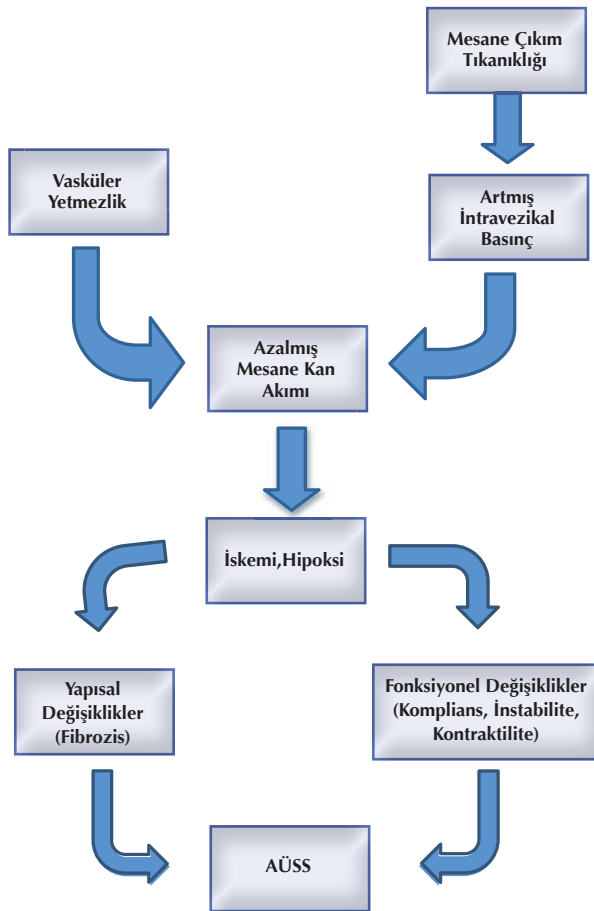 Mesane Çıkım
Tıkanıklığı
Vasküler
Yetmezlik
Artmış
İntravezikal
Basınç
Azalmış
Mesane Kan
Akımı
İskemi,Hipoksi
Yapısal
Değişiklikler
(Fibrozis)
Fonksiyonel Değişiklikler
(Komplians, İnstabilite,
Kontraktilite)
AÜSS